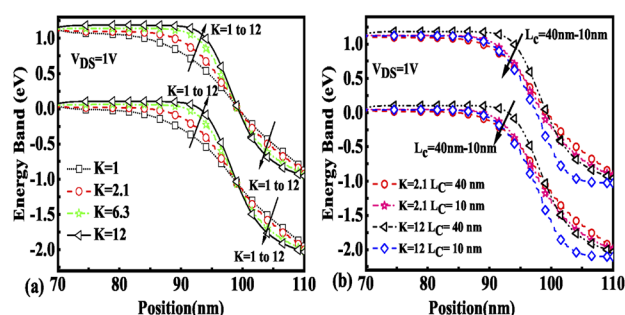 K=1 to 12
V_DS=1V
K=1 to 12
K=1 to 12
K=1 to 12
K=1
K=2.1
K=6.3
K=12
Energy Band (eV)
1.0
0.5
0.0
-0.5
-1.0
-1.5
-2.0
(a)
70 80 90 100 110
Position(nm)
L_c=40nm-10nm
V_DS=1V
L_c=40nm-10nm
K=2.1 L_C= 40 nm
K=2.1 L_C= 10 nm
K=12 L_C= 40 nm
K=12 L_C= 10 nm
Energy Band (eV)
1.0
0.5
0.0
-0.5
-1.0
-1.5
-2.0
(b)
70 80 90 100 110
Position(nm)